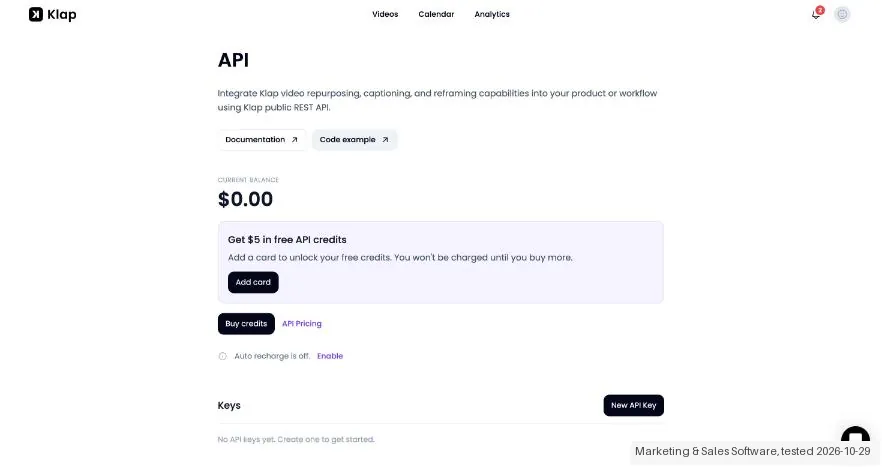 Klap
Videos Calendar Analytics
2
API
Integrate Klap video repurposing, captioning, and reframing capabilities into your product or workflow
using Klap public REST API.
Documentation Code example
CURRENT BALANCE
$0.00
Get $5 in free API credits
Add a card to unlock your free credits. You won't be charged until you buy more.
Add card
Buy credits API Pricing
Auto recharge is off. Enable
Keys New API Key
No API keys yet. Create one to get started.
Marketing & Sales Software, tested 2026-10-29